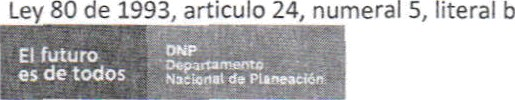 Ley 80 de 1993, articulo 24, numeral 5, literal b
El futuro
es de todos
DNP
Departamento
Nacional de Planeación